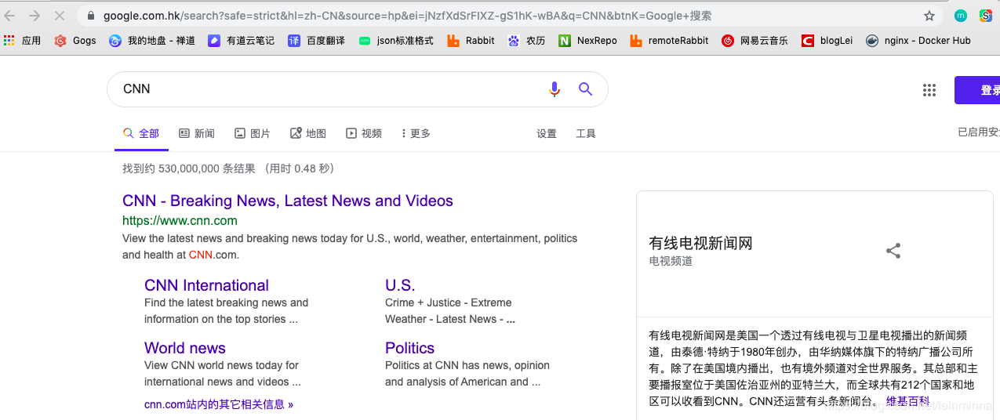 google.com.hk/search?safe=strict&hl=zh-CN&source=hp&ei=jNzfXdSrFIXZ-gS1hK-wBA&q=CNN&btnK=Google+搜索
m S
应用 Gogs 我的地盘 - 禅道 有道云笔记 译 百度翻译 json标准格式 Rabbit 农历 N NexRepo remoteRabbit 网易云音乐 C blogLei nginx - Docker Hub
CNN
登录
全部 新闻 图片 地图 视频 更多 设置 工具
已启用安全
找到约 530,000,000 条结果 （用时 0.48 秒）
CNN - Breaking News, Latest News and Videos
https://www.cnn.com
View the latest news and breaking news today for U.S., world, weather, entertainment, politics
and health at CNN.com.
CNN International
Find the latest breaking news and
information on the top stories ...
U.S.
Crime + Justice - Extreme
Weather - Latest News - ...
World news
View CNN world news today for
international news and videos ...
Politics
Politics at CNN has news, opinion
and analysis of American and ...
cnn.com站内的其它相关信息 »
有线电视新闻网
电视频道
有线电视新闻网是美国一个透过有线电视与卫星电视播出的新闻频
道，由泰德·特纳于1980年创办，由华纳媒体旗下的特纳广播公司所
有。除了在美国境内播出，也有境外频道对全世界服务。其总部和主
要播报室位于美国佐治亚州的亚特兰大，而全球共有212个国家和地
区可以收看到CNN。CNN还运营有头条新闻台。 维基百科
https://blog.csdn.net/leinminna